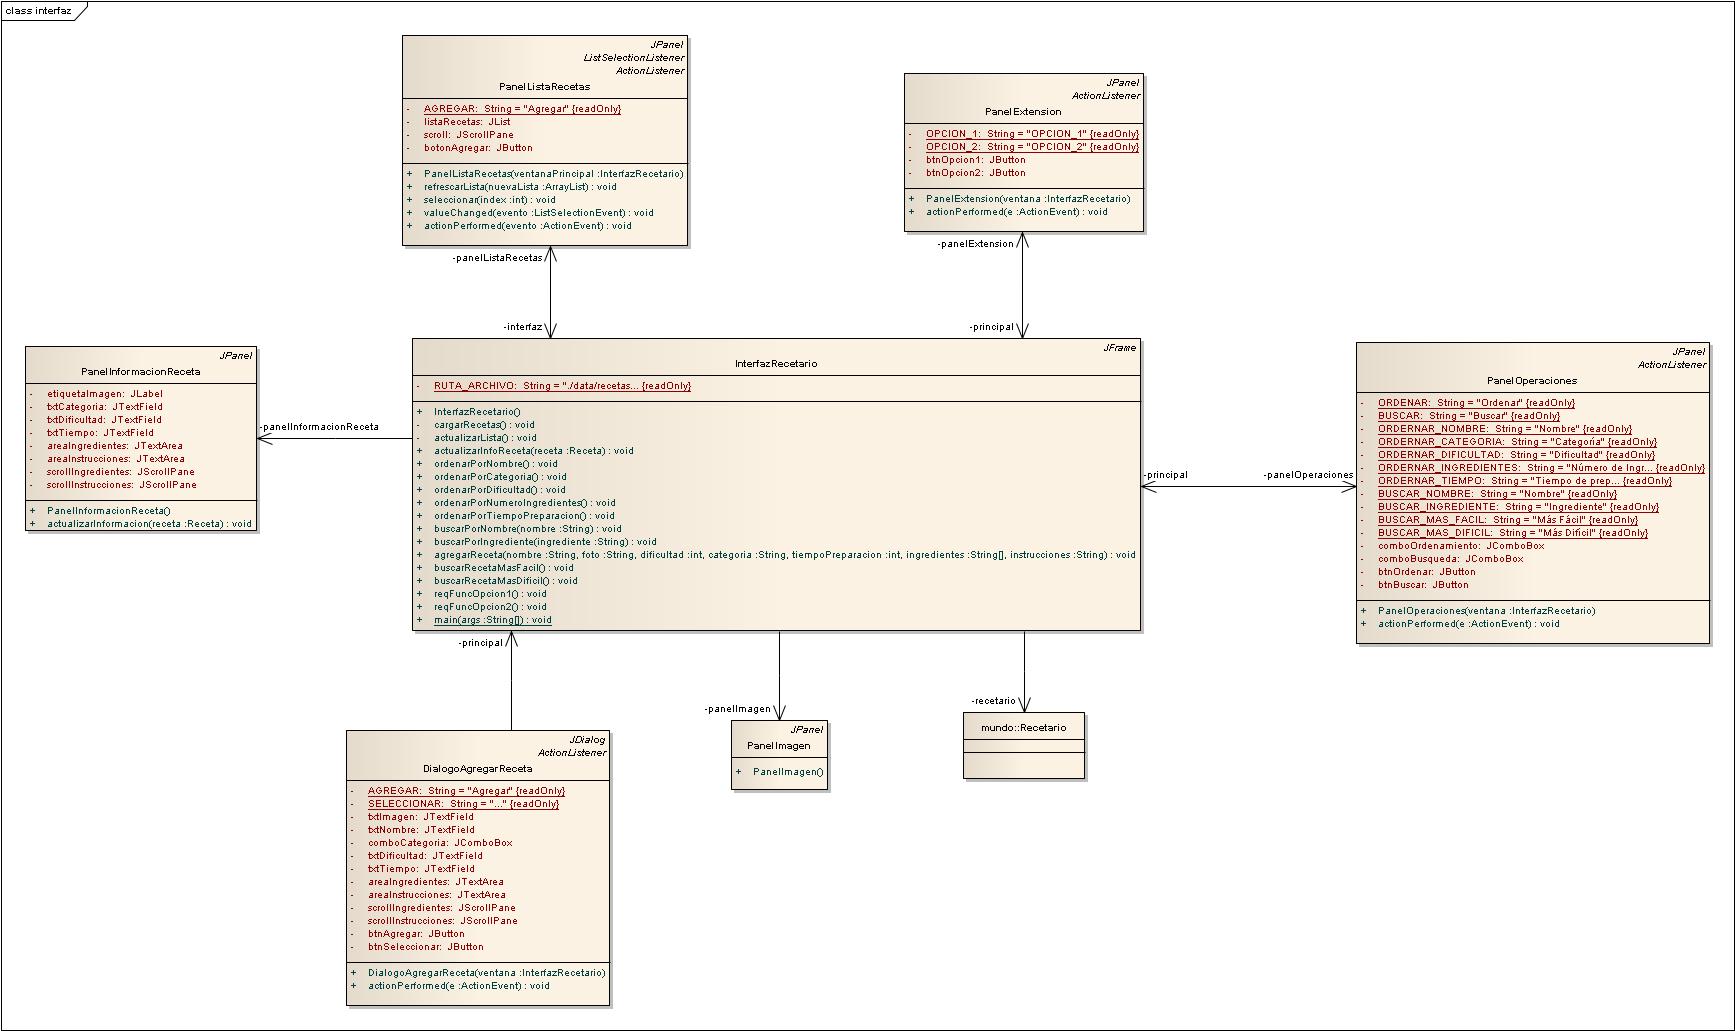 class interfaz
JPanel
ListSelectionListener
ActionListener
PanelListaRecetas
- AGREGAR: String = "Agregar" {readOnly}
- listaRecetas: JList
- scroll: JScrollPane
- botonAgregar: JButton
+ PanelListaRecetas(ventanaPrincipal :InterfazRecetario)
+ refrescarLista(nuevaLista :ArrayList) : void
+ seleccionar(index :int) : void
+ valueChanged(evento :ListSelectionEvent) : void
+ actionPerformed(evento :ActionEvent) : void
JPanel
ActionListener
PanelExtension
- OPCION_1: String = "OPCION_1" {readOnly}
- OPCION_2: String = "OPCION_2" {readOnly}
- btnOpcion1: JButton
- btnOpcion2: JButton
+ PanelExtension(ventana :InterfazRecetario)
+ actionPerformed(e :ActionEvent) : void
-panelListaRecetas
-panelExtension
-interfaz
-principal
JPanel
PanelInformacionReceta
- etiquetaImagen: JLabel
- txtCategoria: JTextField
- txtDificultad: JTextField
- txtTiempo: JTextField
- areaIngredientes: JTextArea
- areaInstrucciones: JTextArea
- scrollIngredientes: JScrollPane
- scrollInstrucciones: JScrollPane
+ PanelInformacionReceta()
+ actualizarInformacion(receta :Receta) : void
-panelInformacionReceta
JFrame
InterfazRecetario
- RUTA_ARCHIVO: String = "./data/recetas... {readOnly}
+ InterfazRecetario()
- cargarRecetas() : void
- actualizarLista() : void
+ actualizarInfoReceta(receta :Receta) : void
+ ordenarPorNombre() : void
+ ordenarPorCategoria() : void
+ ordenarPorDificultad() : void
+ ordenarPorNumeroIngredientes() : void
+ ordenarPorTiempoPreparacion() : void
+ buscarPorNombre(nombre :String) : void
+ buscarPorIngrediente(ingrediente :String) : void
+ agregarReceta(nombre :String, foto :String, dificultad :int, categoria :String, tiempoPreparacion :int, ingredientes :String[], instrucciones :String) : void
+ buscarRecetaMasFacil() : void
+ buscarRecetaMasDificil() : void
+ reqFuncOpcion1() : void
+ reqFuncOpcion2() : void
+ main(args :String[]) : void
-principal
-panelOperaciones
JPanel
ActionListener
PanelOperaciones
- ORDENAR: String = "Ordenar" {readOnly}
- BUSCAR: String = "Buscar" {readOnly}
- ORDERNAR_NOMBRE: String = "Nombre" {readOnly}
- ORDERNAR_CATEGORIA: String = "Categoría" {readOnly}
- ORDERNAR_DIFICULTAD: String = "Dificultad" {readOnly}
- ORDERNAR_INGREDIENTES: String = "Número de Ingr... {readOnly}
- ORDERNAR_TIEMPO: String = "Tiempo de prep... {readOnly}
- BUSCAR_NOMBRE: String = "Nombre" {readOnly}
- BUSCAR_INGREDIENTE: String = "Ingrediente" {readOnly}
- BUSCAR_MAS_FACIL: String = "Más Fácil" {readOnly}
- BUSCAR_MAS_DIFICIL: String = "Más Difícil" {readOnly}
- comboOrdenamiento: JComboBox
- comboBusqueda: JComboBox
- btnOrdenar: JButton
- btnBuscar: JButton
+ PanelOperaciones(ventana :InterfazRecetario)
+ actionPerformed(e :ActionEvent) : void
-principal
-panelImagen
-recetario
JDialog
ActionListener
DialogoAgregarReceta
- AGREGAR: String = "Agregar" {readOnly}
- SELECCIONAR: String = "..." {readOnly}
- txtImagen: JTextField
- txtNombre: JTextField
- comboCategoria: JComboBox
- txtDificultad: JTextField
- txtTiempo: JTextField
- areaIngredientes: JTextArea
- areaInstrucciones: JTextArea
- scrollIngredientes: JScrollPane
- scrollInstrucciones: JScrollPane
- btnAgregar: JButton
- btnSeleccionar: JButton
+ DialogoAgregarReceta(ventana :InterfazRecetario)
+ actionPerformed(e :ActionEvent) : void
JPanel
PanelImagen
+ PanelImagen()
mundo::Recetario